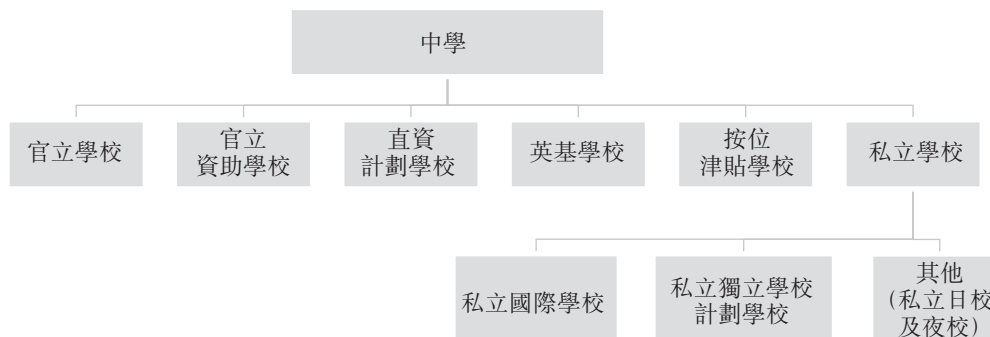 中學
官立學校
官立
資助學校
直資
計劃學校
英基學校
按位
津貼學校
私立學校
私立國際學校
私立獨立學校
計劃學校
其他
(私立日校
及夜校)